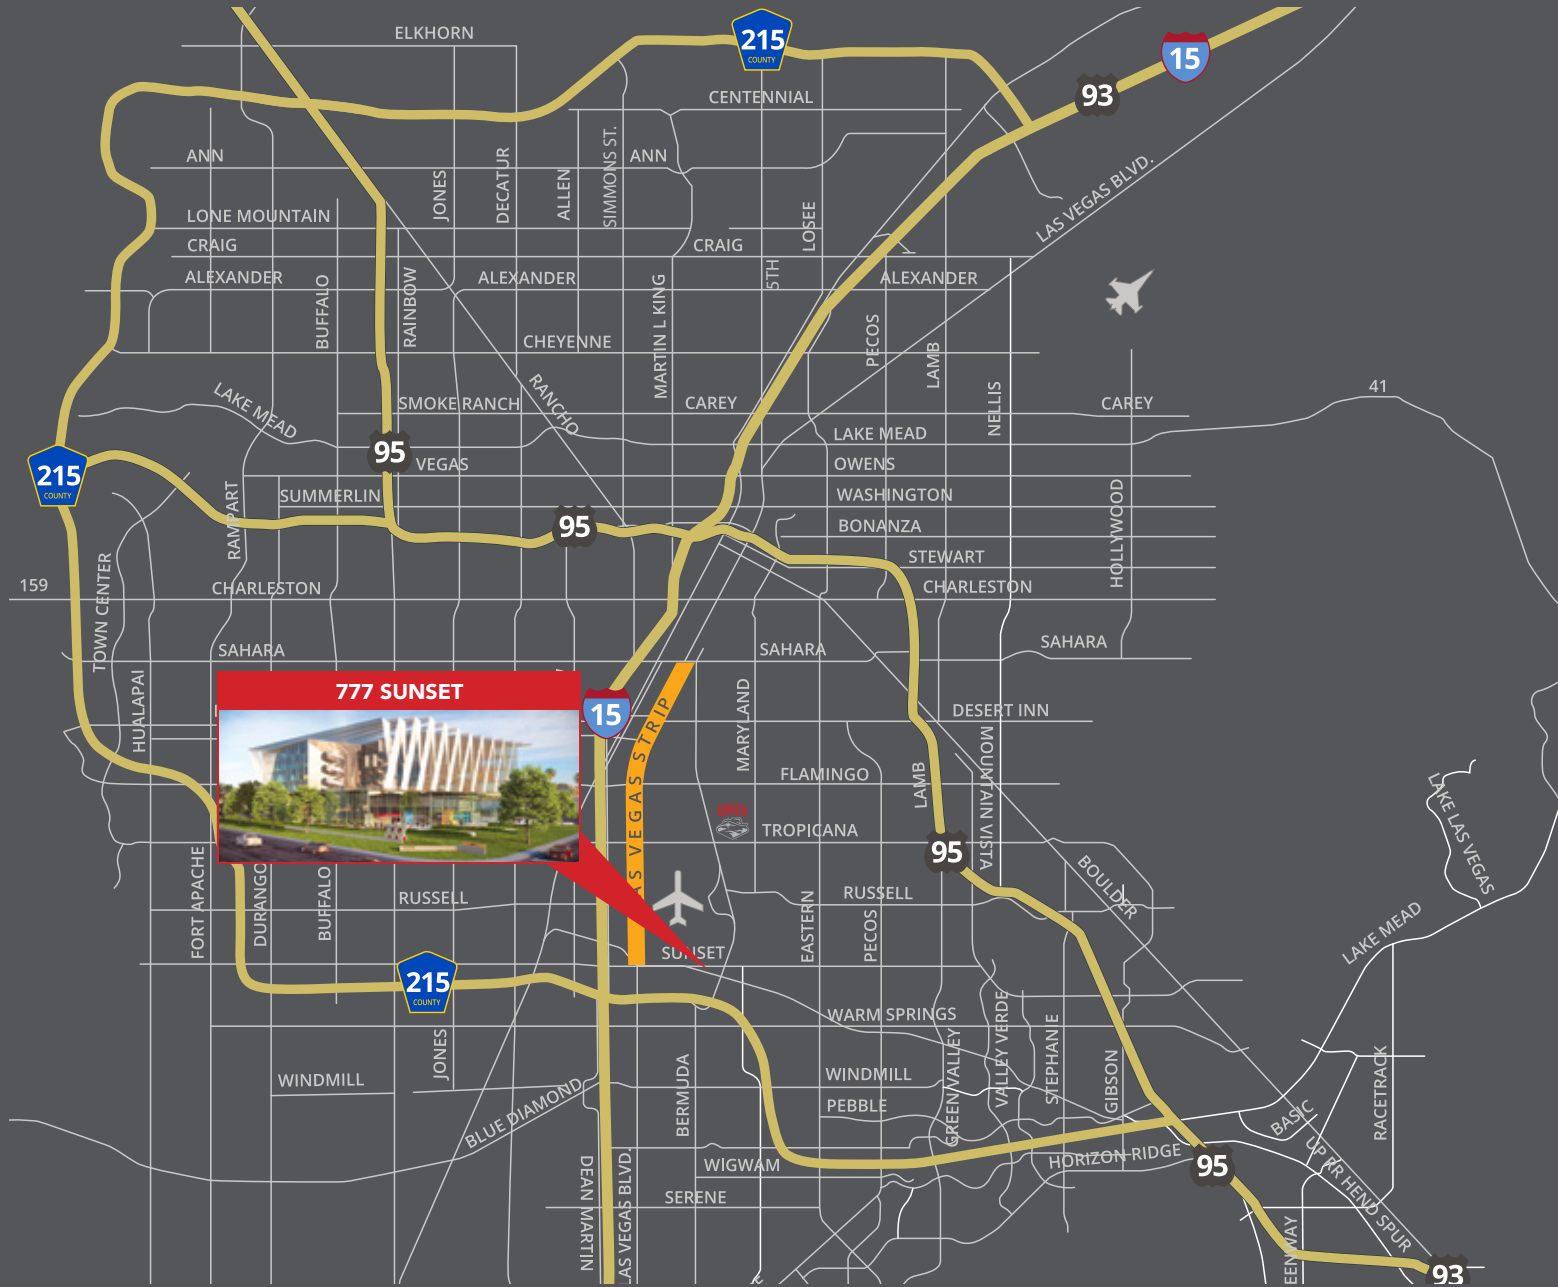 ELKHORN
215
COUNTY
15
93
CENTENNIAL
ANN
ANN
JONES
DECATUR
ALLEN
SIMMONS ST.
LOSEE
LAS VEGAS BLVD.
LONE MOUNTAIN
CRAIG
CRAIG
ALEXANDER
ALEXANDER
ALEXANDER
5TH
BUFFALO
RAINBOW
MARTIN L KING
CHEYENNE
PECOS
LAMB
NELLIS
41
LAKE MEAD
RANCHO
SMOKE RANCH
CAREY
CAREY
LAKE MEAD
95
VEGAS
OWENS
215
COUNTY
SUMMERLIN
WASHINGTON
RAMPART
95
BONANZA
HOLLYWOOD
STEWART
159
CHARLESTON
CHARLESTON
TOWN CENTER
SAHARA
SAHARA
SAHARA
HUALAPAI
777 SUNSET
15
MARYLAND
DESERT INN
LAS VEGAS STRIP
MOUNTAIN VISTA
FLAMINGO
LAMB
LAKE LAS VEGAS
UNLV
TROPICANA
95
BOULDER
FORT APACHE
DURANGO
BUFFALO
RUSSELL
RUSSELL
EASTERN
PECOS
LAKE MEAD
SUNSET
215
COUNTY
WARM SPRINGS
VALLEY VERDE
STEPHANIE
GREEN VALLEY
GIBSON
RACETRACK
JONES
WINDMILL
WINDMILL
BERMUDA
BLUE DIAMOND
PEBBLE
BASIC
WIGWAM
HORIZON RIDGE
95
UP RR HEND SPUR
DEAN MARTIN
LAS VEGAS BLVD.
SERENE
EENWAY
93